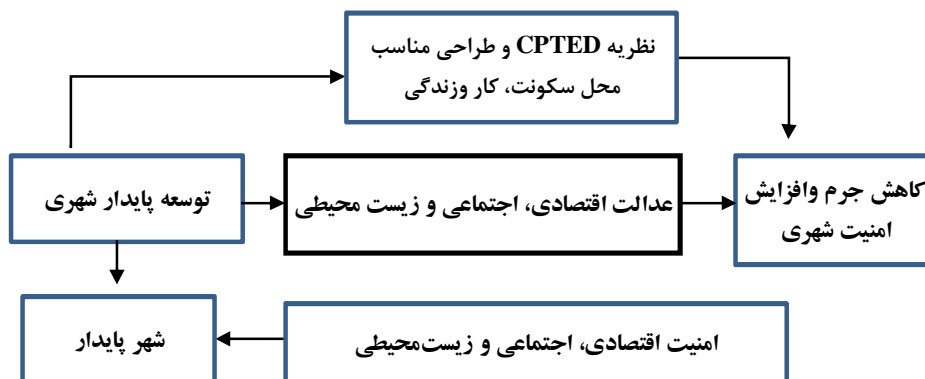 نظریه CPTED و طراحی مناسب
محل سکونت، کار وزندگی
کاهش جرم وافزایش
امنیت شهری
عدالت اقتصادی، اجتماعی و زیست محیطی
توسعه پایدار شهری
امنیت اقتصادی، اجتماعی و زیست‌محیطی
شهر پایدار